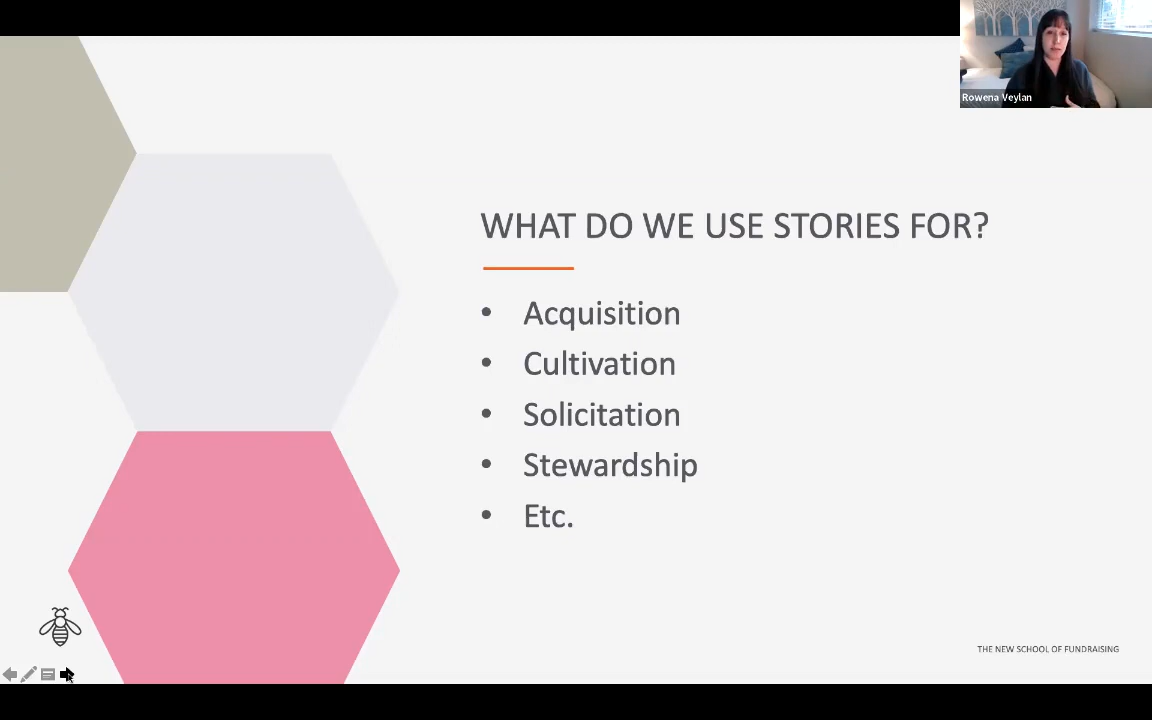 Rowena Veylan
WHAT DO WE USE STORIES FOR?
• Acquisition
• Cultivation
• Solicitation
• Stewardship
• Etc.
THE NEW SCHOOL OF FUNDRAISING